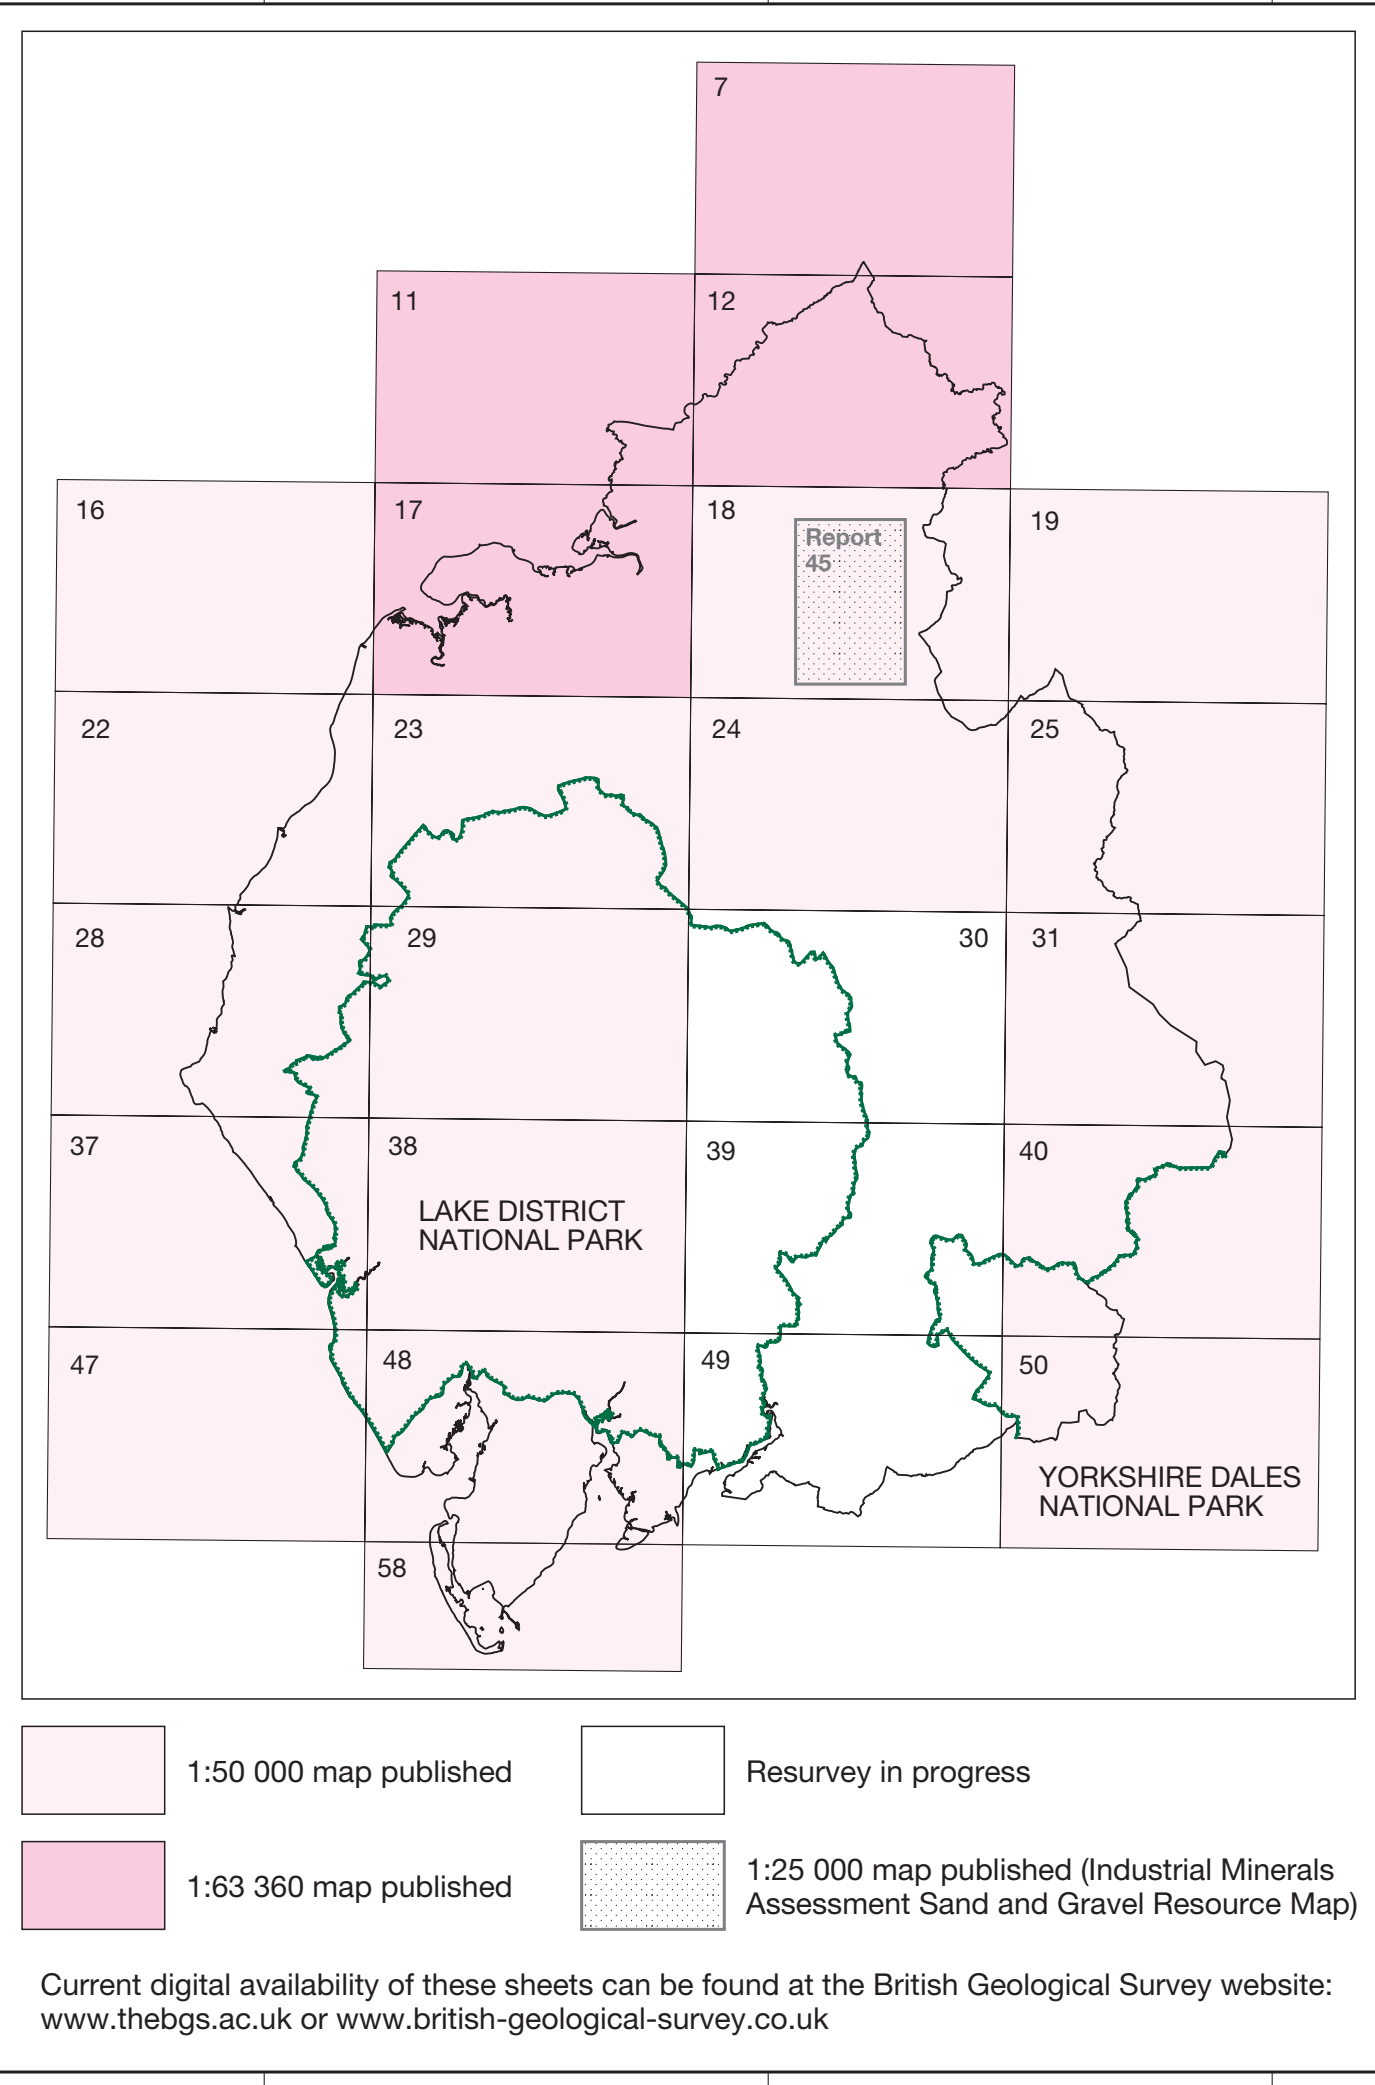 7
11
12
16
17
18
Report
45
19
22
23
24
25
28
29
30
31
37
38
39
40
LAKE DISTRICT
NATIONAL PARK
47
48
49
50
YORKSHIRE DALES
NATIONAL PARK
58
1:50 000 map published
Resurvey in progress
1:63 360 map published
1:25 000 map published (Industrial Minerals
Assessment Sand and Gravel Resource Map)
Current digital availability of these sheets can be found at the British Geological Survey website:
www.thebgs.ac.uk or www.british-geological-survey.co.uk